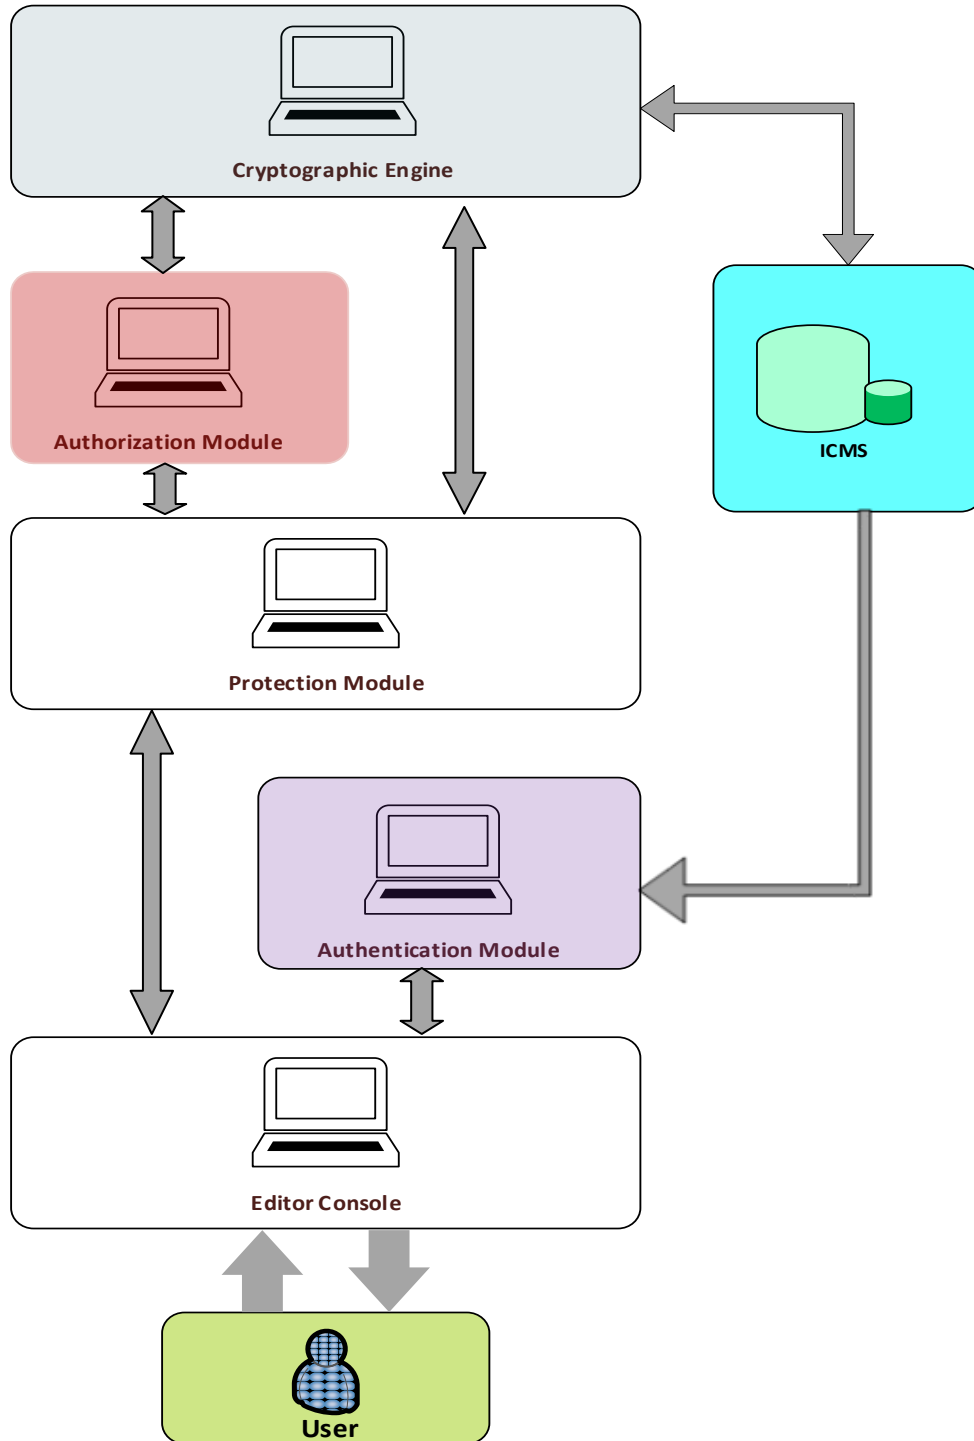 Cryptographic Engine
Authorization Module
ICMS
Protection Module
Authentication Module
Editor Console
User